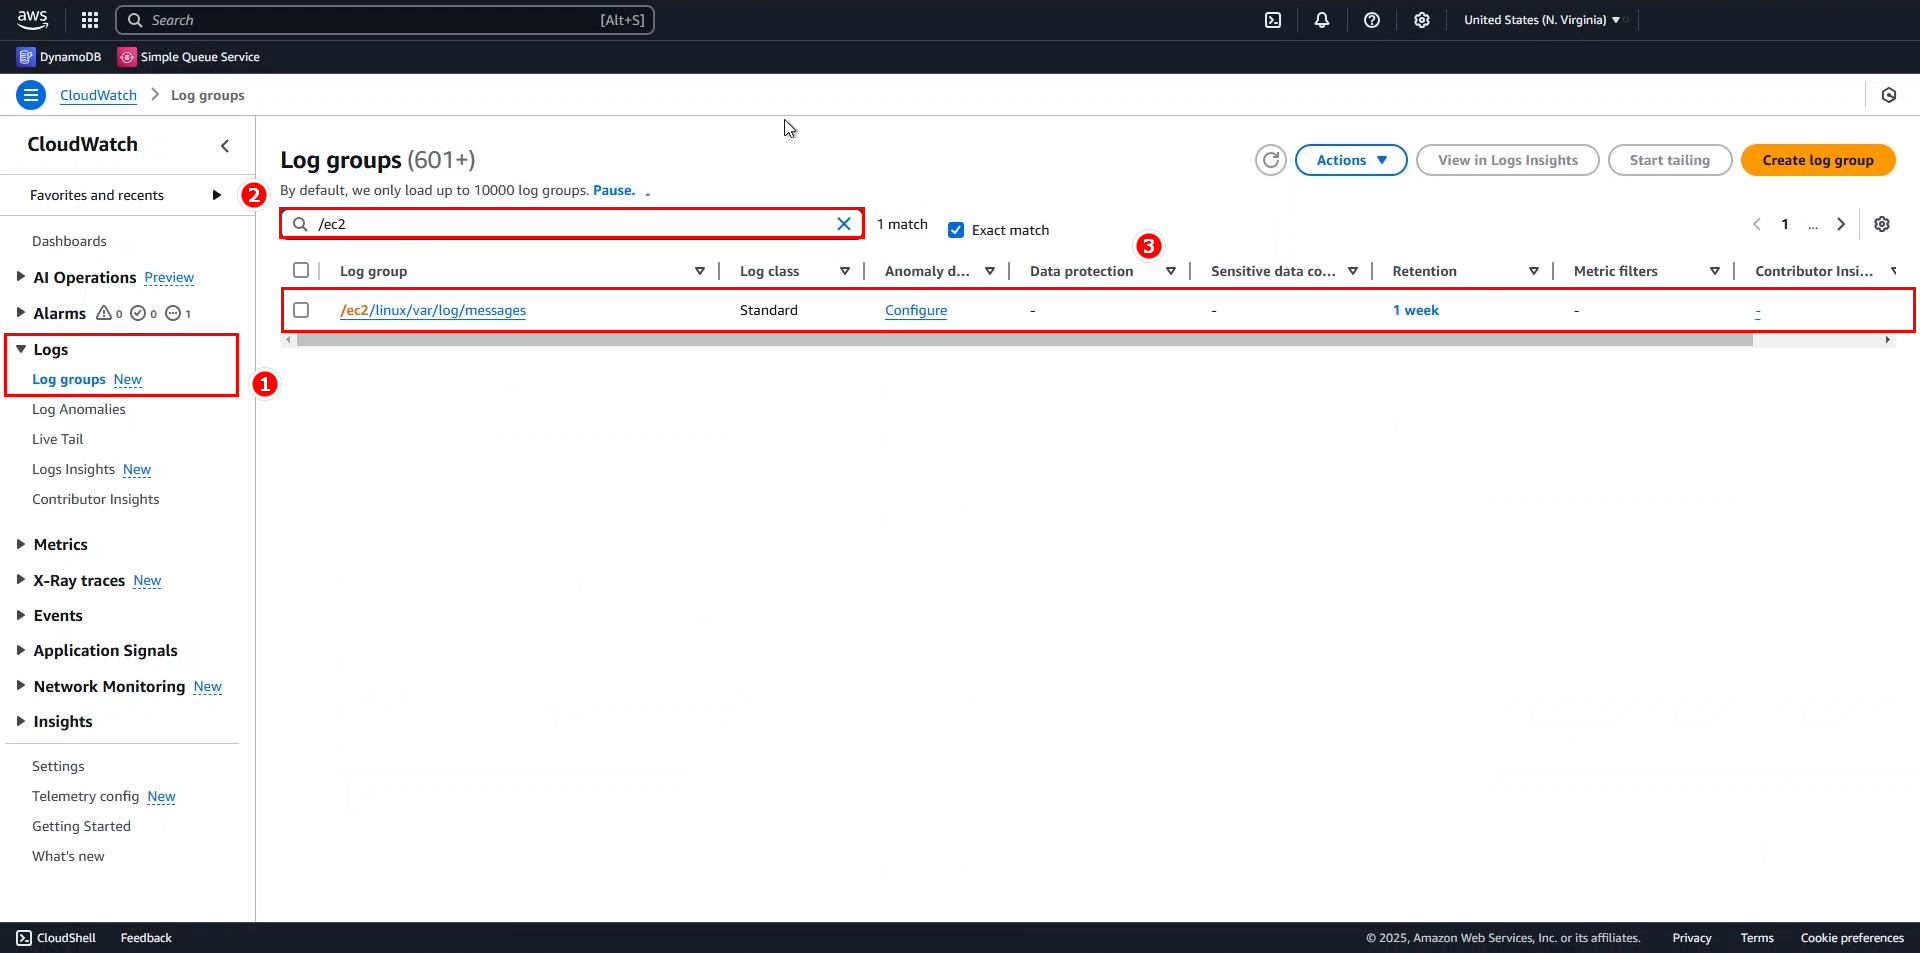 aws
Search [Alt+S]
United States (N. Virginia)
DynamoDB Simple Queue Service
CloudWatch Log groups
CloudWatch
Favorites and recents
2
Dashboards
AI Operations Preview
Alarms 0 0 1
Logs
Log groups New
1
Log Anomalies
Live Tail
Logs Insights New
Contributor Insights
Metrics
X-Ray traces New
Events
Application Signals
Network Monitoring New
Insights
Settings
Telemetry config New
Getting Started
What's new
Log groups (601+)
Actions View in Logs Insights Start tailing Create log group
By default, we only load up to 10000 log groups. Pause.
/ec2 1 match Exact match 1 ...
3
Log group Log class Anomaly d... Data protection Sensitive data co... Retention Metric filters Contributor Insi...
/ec2/linux/var/log/messages Standard Configure - - 1 week - -
CloudShell Feedback © 2025, Amazon Web Services, Inc. or its affiliates. Privacy Terms Cookie preferences